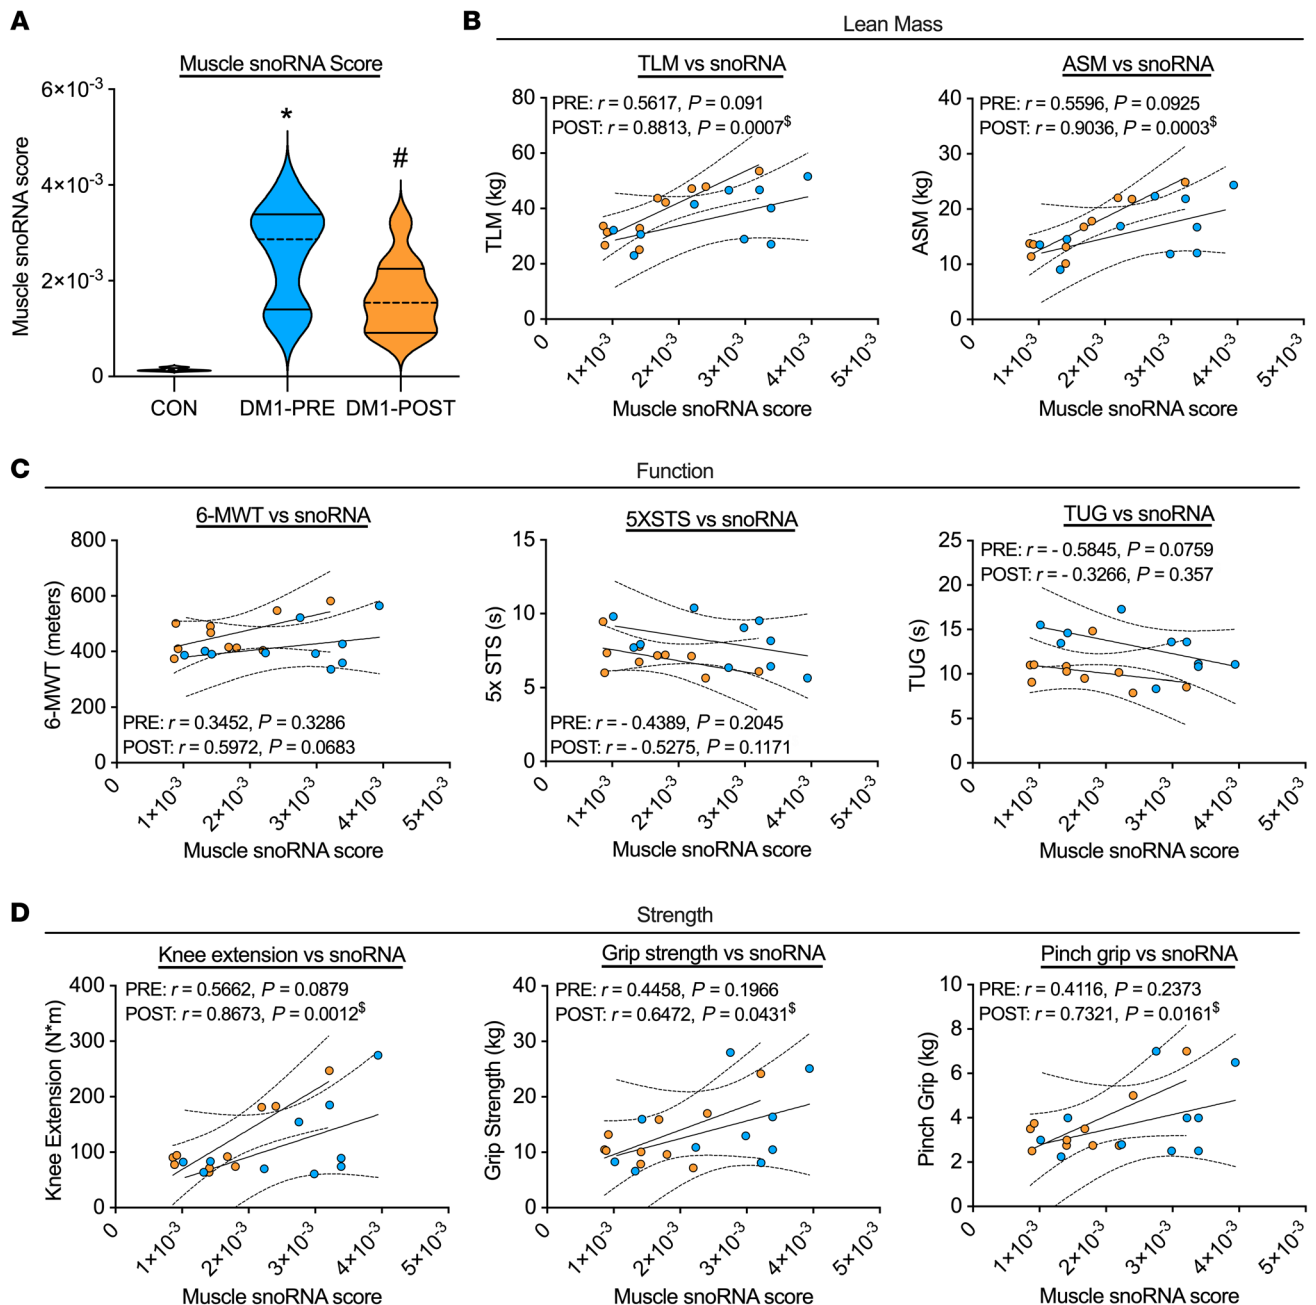 A
Muscle snoRNA Score
Muscle snoRNA score
6×10⁻³
4×10⁻³
2×10⁻³
0
*
#
CON
DM1-PRE
DM1-POST
B
Lean Mass
TLM vs snoRNA
PRE: r = 0.5617, P = 0.091
POST: r = 0.8813, P = 0.0007$
TLM (kg)
80
60
40
20
0
0
1×10⁻³
2×10⁻³
3×10⁻³
4×10⁻³
5×10⁻³
Muscle snoRNA score
ASM vs snoRNA
PRE: r = 0.5596, P = 0.0925
POST: r = 0.9036, P = 0.0003$
ASM (kg)
40
30
20
10
0
0
1×10⁻³
2×10⁻³
3×10⁻³
4×10⁻³
5×10⁻³
Muscle snoRNA score
C
Function
6-MWT vs snoRNA
6-MWT (meters)
800
600
400
200
0
PRE: r = 0.3452, P = 0.3286
POST: r = 0.5972, P = 0.0683
0
1×10⁻³
2×10⁻³
3×10⁻³
4×10⁻³
5×10⁻³
Muscle snoRNA score
5XSTS vs snoRNA
5x STS (s)
15
10
5
0
PRE: r = - 0.4389, P = 0.2045
POST: r = - 0.5275, P = 0.1171
0
1×10⁻³
2×10⁻³
3×10⁻³
4×10⁻³
5×10⁻³
Muscle snoRNA score
TUG vs snoRNA
PRE: r = - 0.5845, P = 0.0759
POST: r = - 0.3266, P = 0.357
TUG (s)
25
20
15
10
5
0
0
1×10⁻³
2×10⁻³
3×10⁻³
4×10⁻³
5×10⁻³
Muscle snoRNA score
D
Strength
Knee extension vs snoRNA
PRE: r = 0.5662, P = 0.0879
POST: r = 0.8673, P = 0.0012$
Knee Extension (N*m)
400
300
200
100
0
0
1×10⁻³
2×10⁻³
3×10⁻³
4×10⁻³
5×10⁻³
Muscle snoRNA score
Grip strength vs snoRNA
PRE: r = 0.4458, P = 0.1966
POST: r = 0.6472, P = 0.0431$
Grip Strength (kg)
40
30
20
10
0
0
1×10⁻³
2×10⁻³
3×10⁻³
4×10⁻³
5×10⁻³
Muscle snoRNA score
Pinch grip vs snoRNA
PRE: r = 0.4116, P = 0.2373
POST: r = 0.7321, P = 0.0161$
Pinch Grip (kg)
10
8
6
4
2
0
0
1×10⁻³
2×10⁻³
3×10⁻³
4×10⁻³
5×10⁻³
Muscle snoRNA score